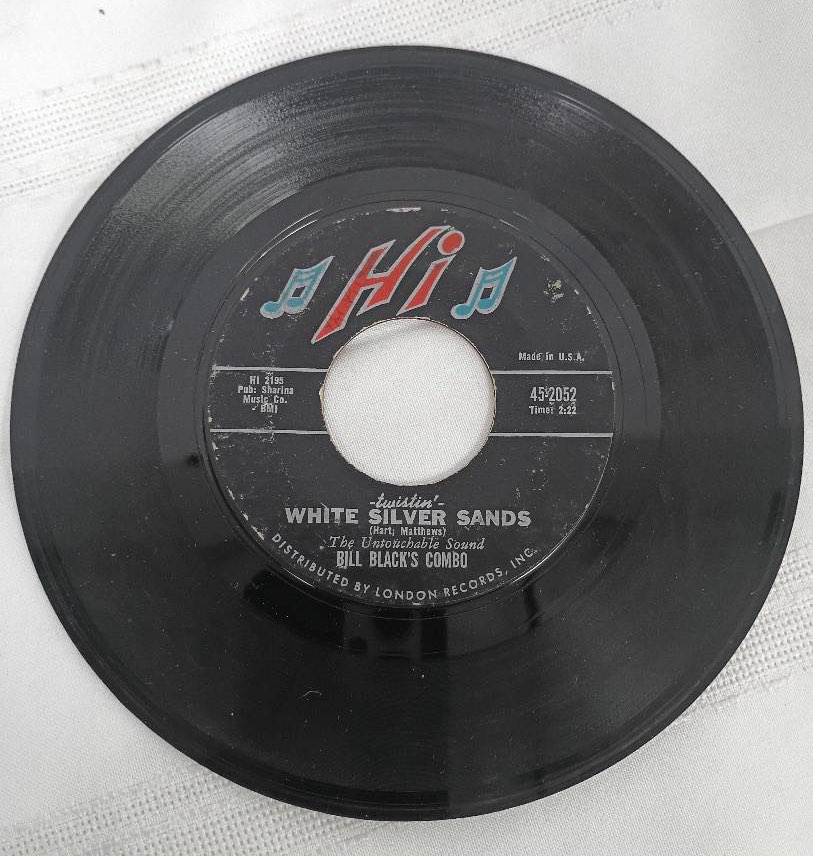 Hi
Made in U.S.A.
HI 2195
Pub: Sharina
Music Co.
- BMI
45-2052
Time: 2:22
-twistin'-
WHITE SILVER SANDS
(Hart; Matthews)
The Untouchable Sound
BILL BLACK'S COMBO
DISTRIBUTED BY LONDON RECORDS, INC.